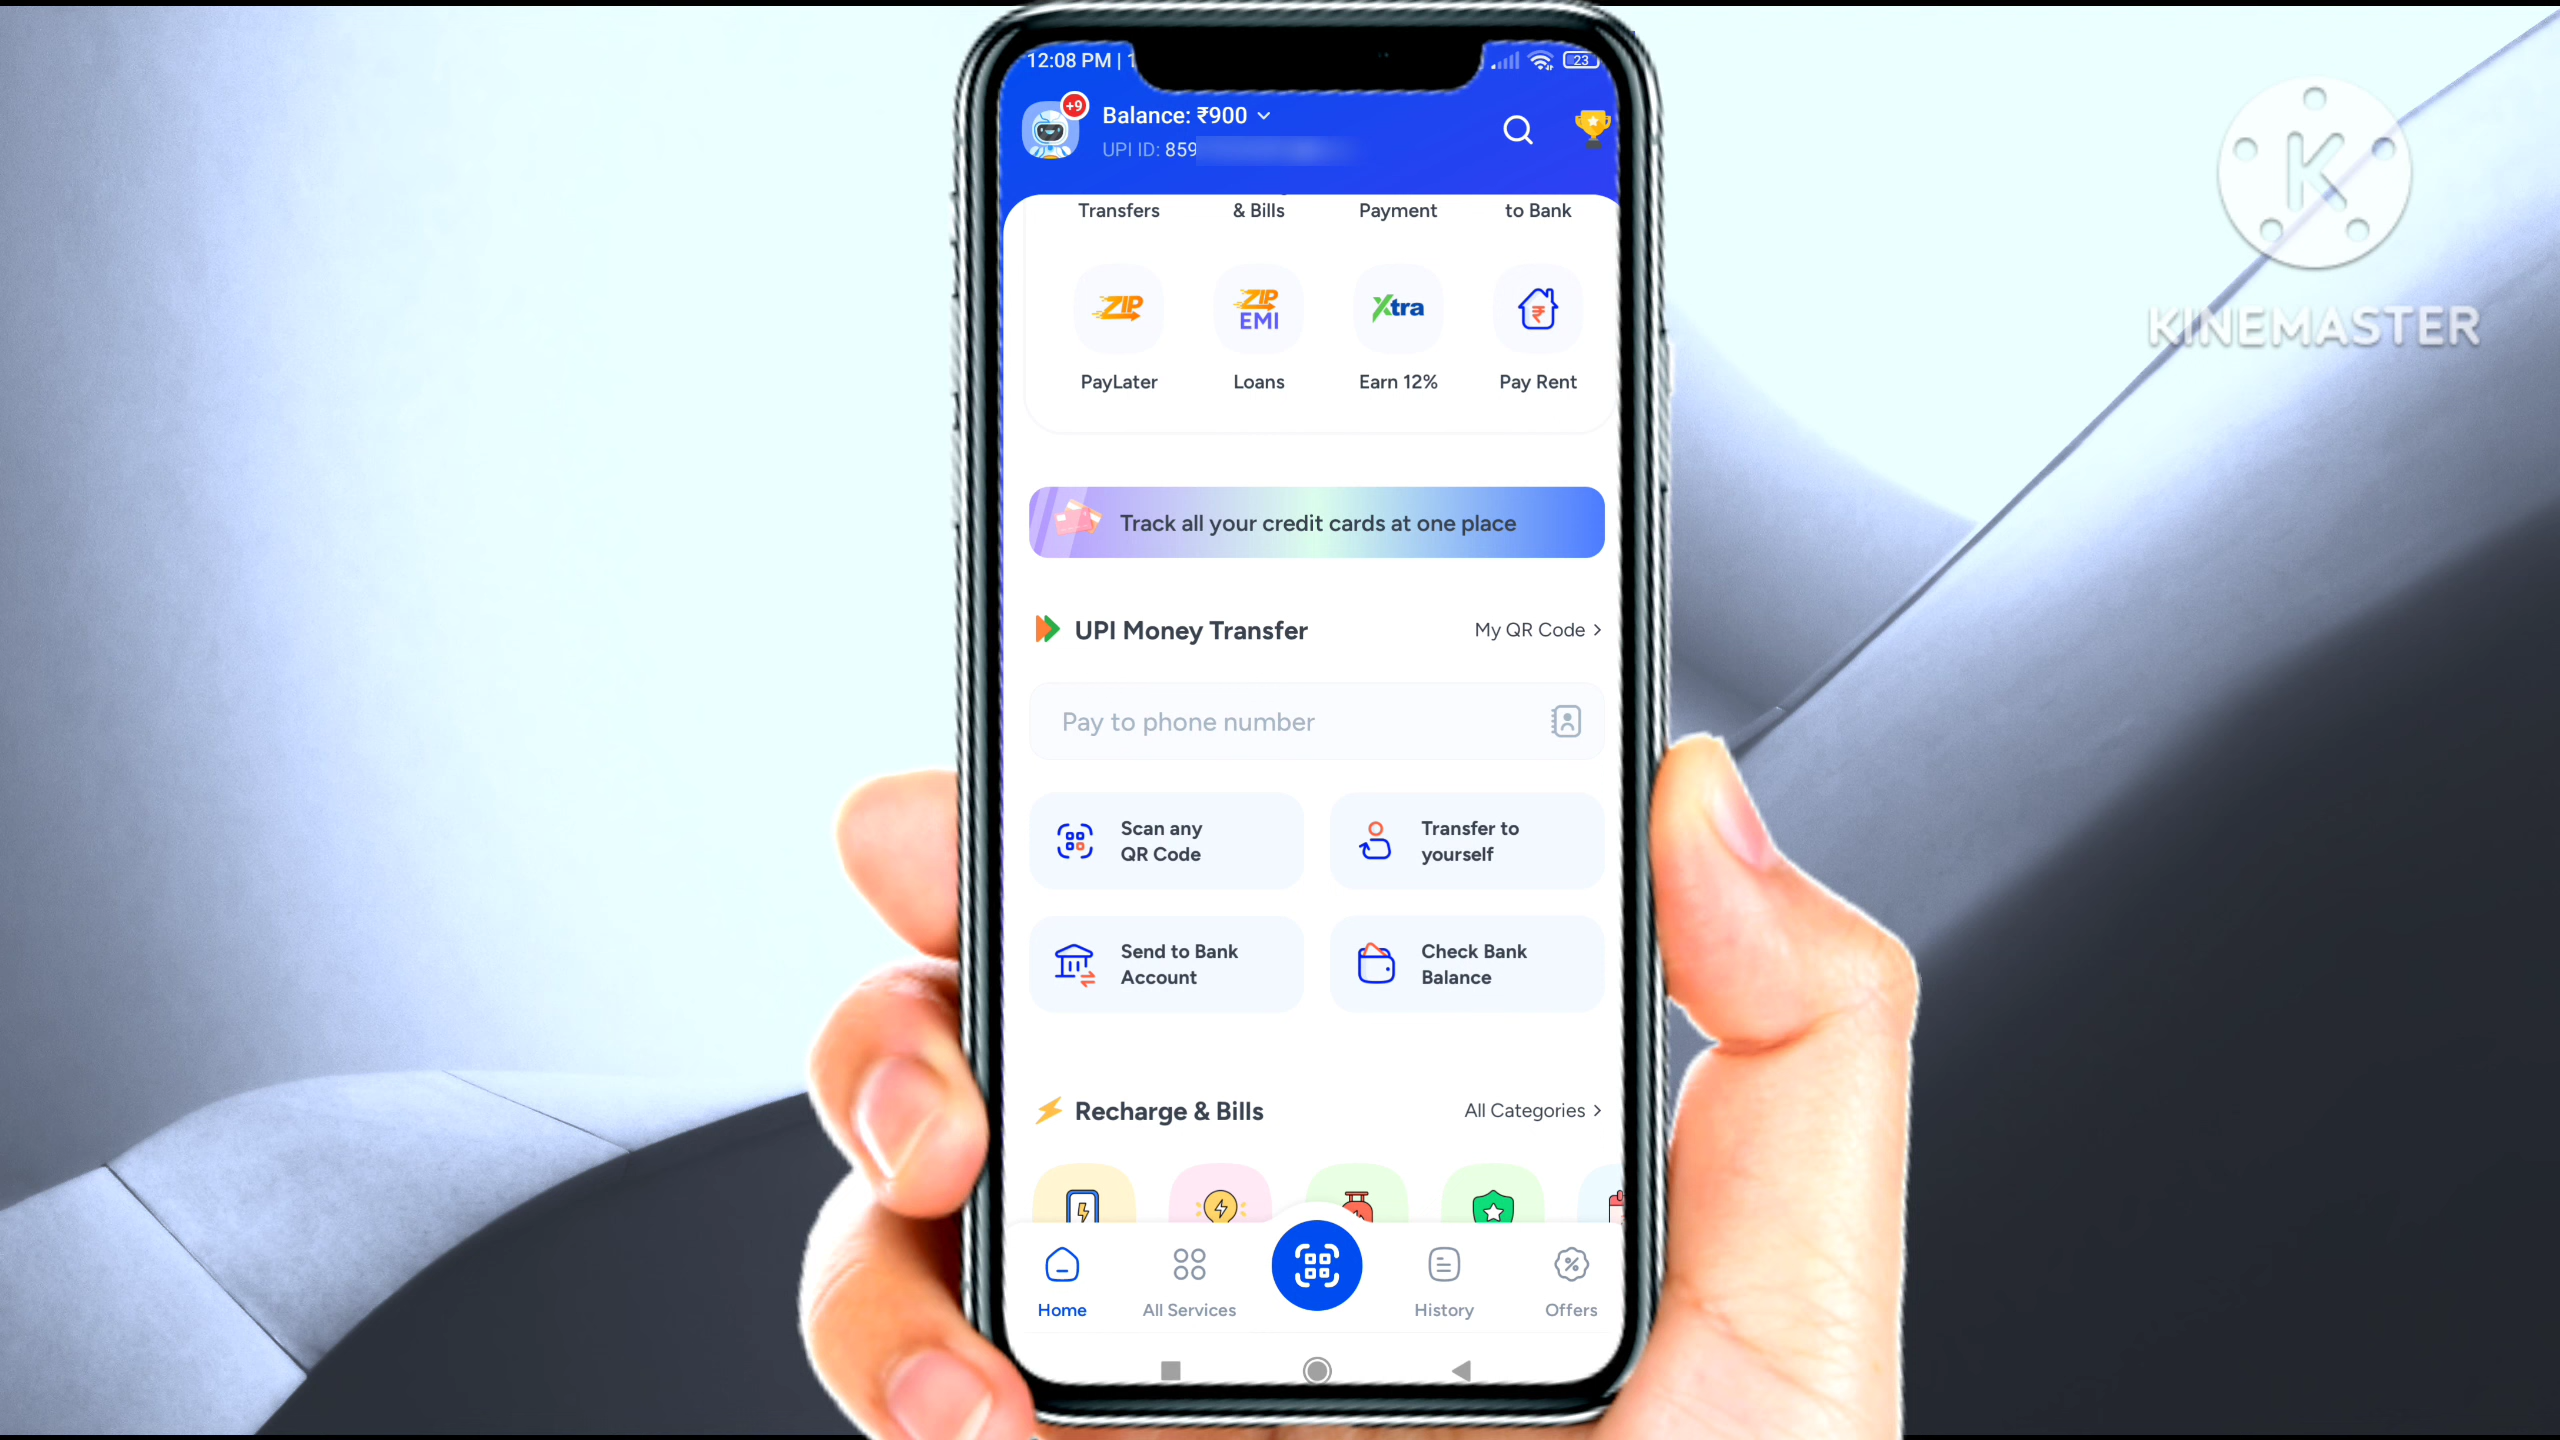 12:08 PM |
23
+9
Balance: ₹900
UPI ID: 859
K
KINEMASTER
Transfers
& Bills
Payment
to Bank
ZIP
ZIP EMI
Xtra
PayLater
Loans
Earn 12%
Pay Rent
Track all your credit cards at one place
UPI Money Transfer
My QR Code
Pay to phone number
Scan any
QR Code
Transfer to
yourself
Send to Bank
Account
Check Bank
Balance
Recharge & Bills
All Categories
Home
All Services
History
Offers